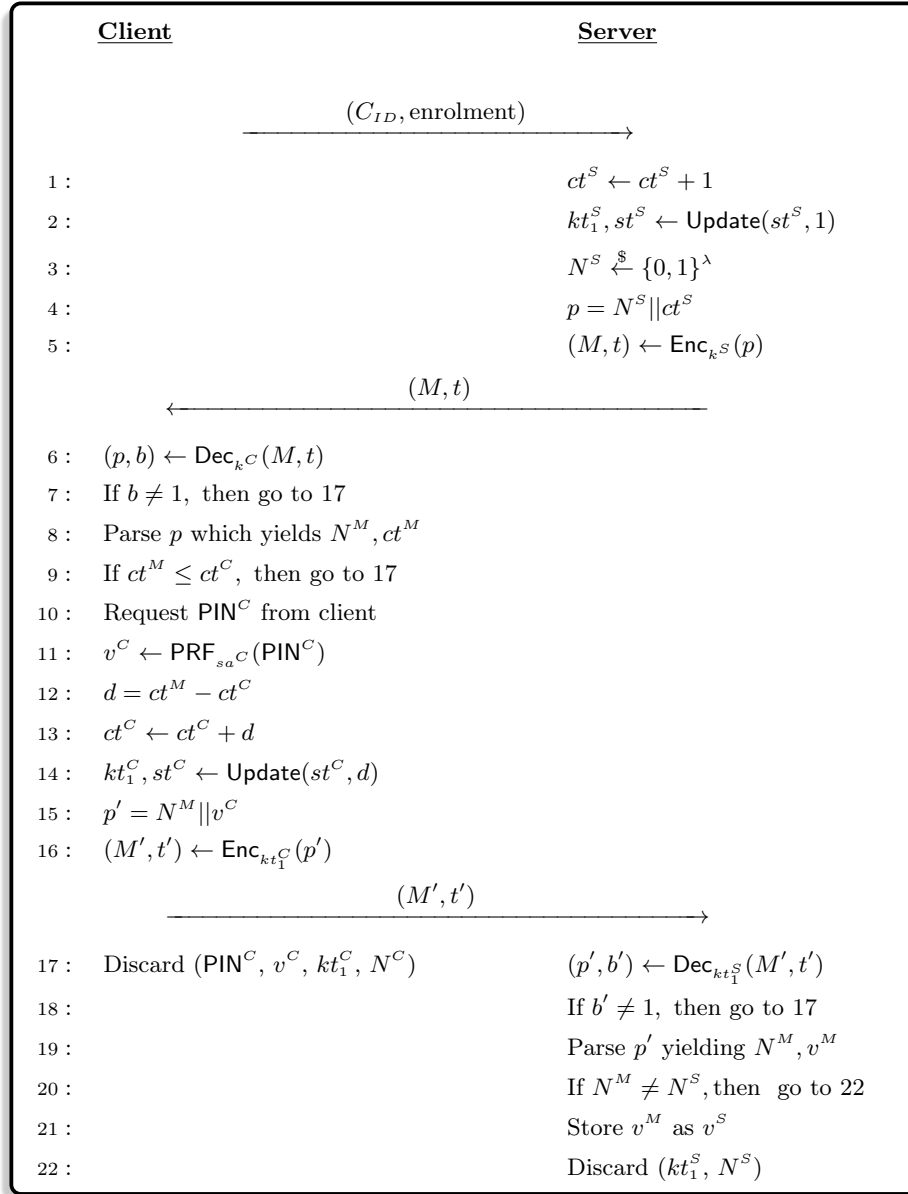 Client Server
(C_{ID}, enrolment)
1 : ct^S ← ct^S + 1
2 : kt_1^S, st^S ← Update(st^S, 1)
3 : N^S ←$ {0, 1}^λ
4 : p = N^S||ct^S
5 : (M, t) ← Enc_{k^S}(p)
(M, t)
6 : (p, b) ← Dec_{k^C}(M, t)
7 : If b ≠ 1, then go to 17
8 : Parse p which yields N^M, ct^M
9 : If ct^M ≤ ct^C, then go to 17
10 : Request PIN^C from client
11 : v^C ← PRF_{sa^C}(PIN^C)
12 : d = ct^M − ct^C
13 : ct^C ← ct^C + d
14 : kt_1^C, st^C ← Update(st^C, d)
15 : p′ = N^M||v^C
16 : (M′, t′) ← Enc_{kt_1^C}(p′)
(M′, t′)
17 : Discard (PIN^C, v^C, kt_1^C, N^C) (p′, b′) ← Dec_{kt_1^S}(M′, t′)
18 : If b′ ≠ 1, then go to 17
19 : Parse p′ yielding N^M, v^M
20 : If N^M ≠ N^S, then go to 22
21 : Store v^M as v^S
22 : Discard (kt_1^S, N^S)